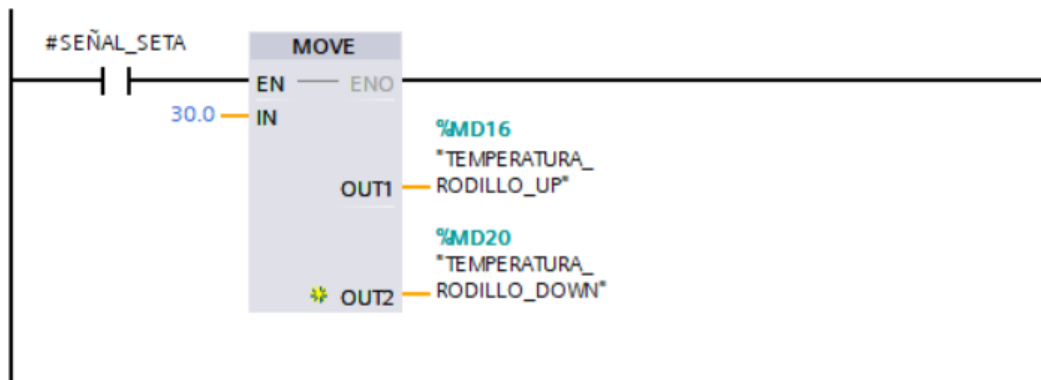 #SEÑAL_SETA
MOVE
EN ENO
30.0 IN
%MD16
"TEMPERATURA_
OUT1 RODILLO_UP"
%MD20
"TEMPERATURA_
OUT2 RODILLO_DOWN"